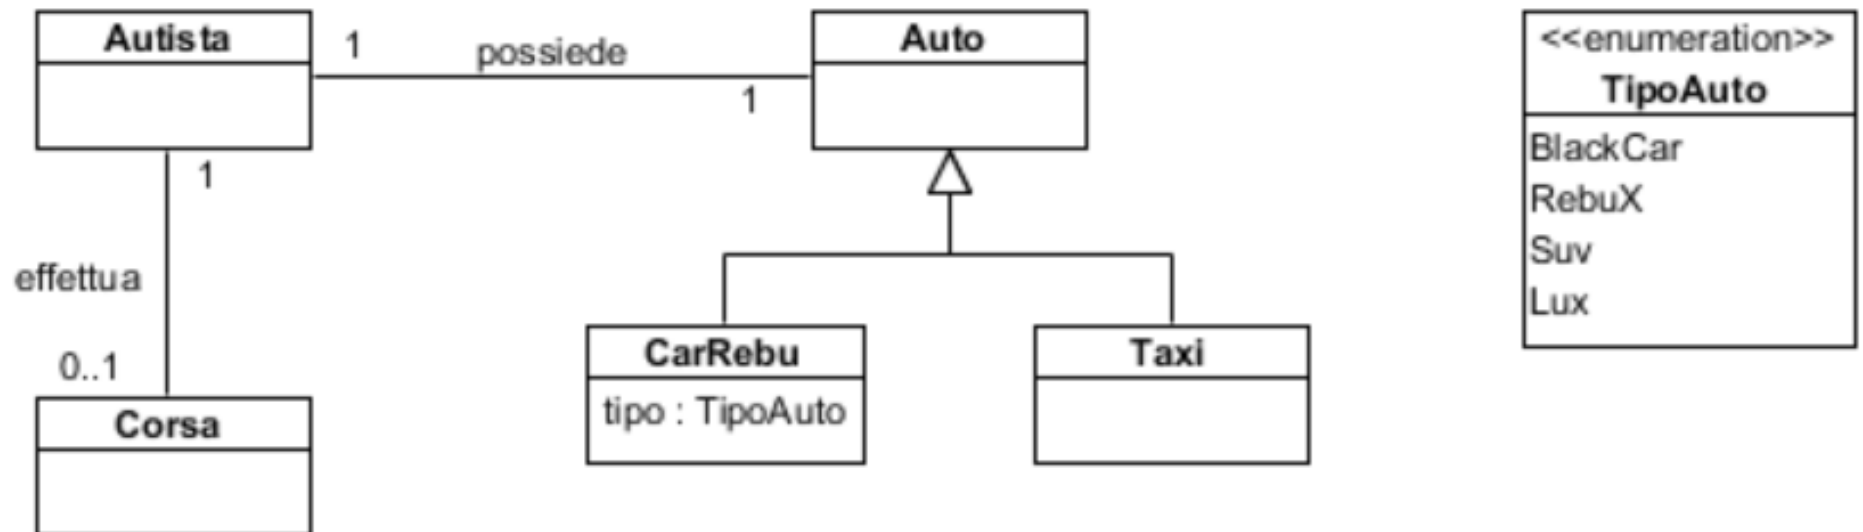 Autista
1
possiede
1
Auto
<<enumeration>>
TipoAuto
BlackCar
RebuX
Suv
Lux
1
effettua
0..1
Corsa
CarRebu
tipo : TipoAuto
Taxi